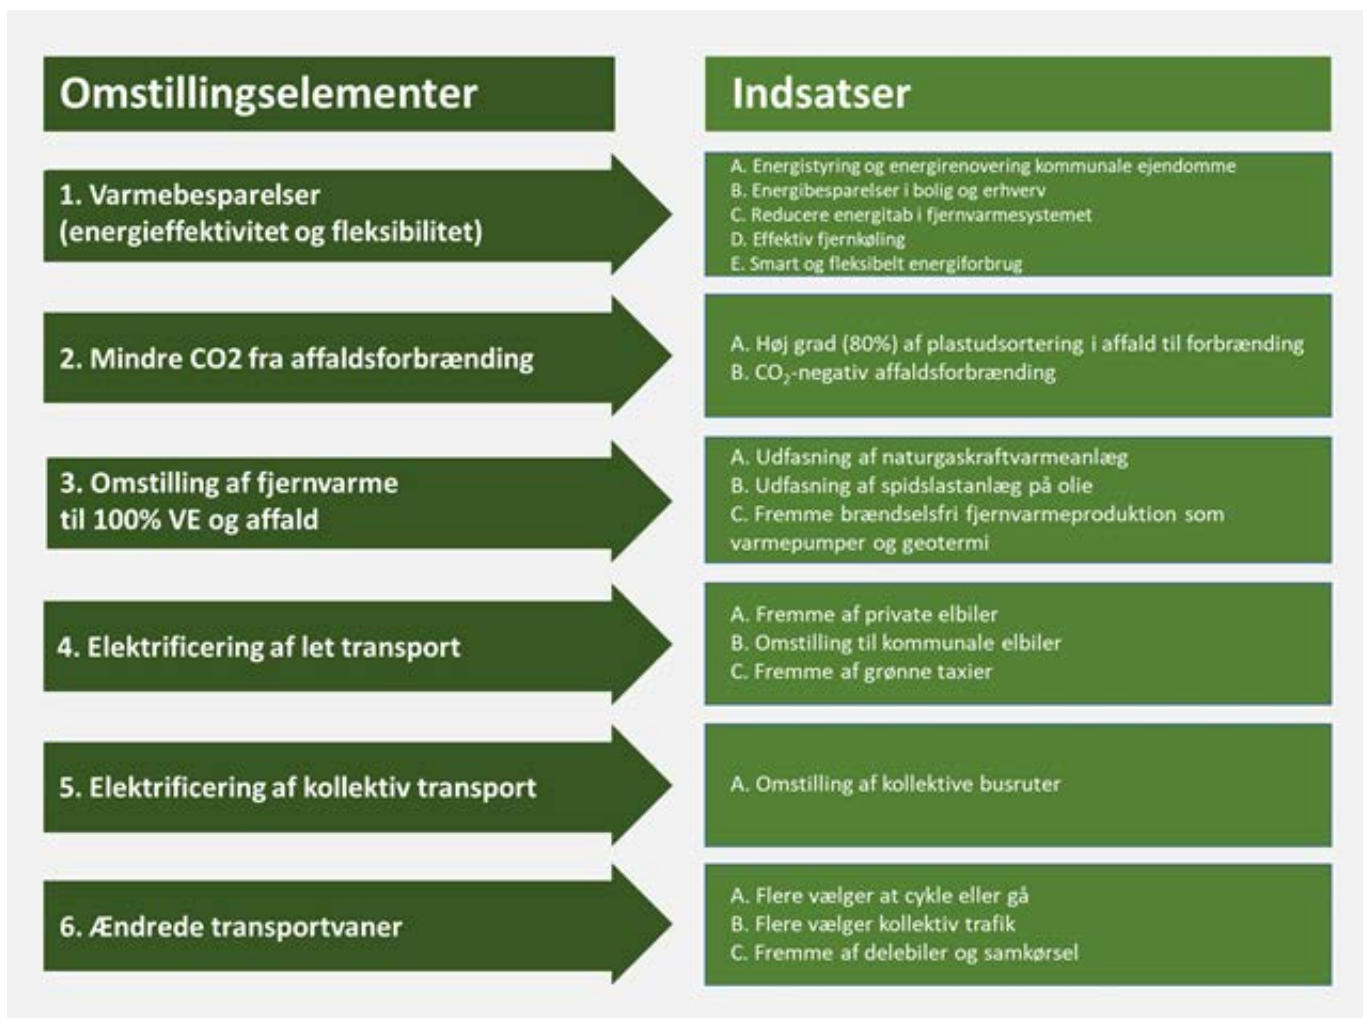 Omstillingselementer
Indsatser
1. Varmebesparelser
(energieffektivitet og fleksibilitet)
A. Energistyring og energirenovering kommunale ejendomme
B. Energibesparelser i bolig og erhverv
C. Reducere energitab i fjernvarmesystemet
D. Effektiv fjernkøling
E. Smart og fleksibelt energiforbrug
2. Mindre CO2 fra affaldsforbrænding
A. Høj grad (80%) af plastudsortering i affald til forbrænding
B. CO₂-negativ affaldsforbrænding
3. Omstilling af fjernvarme
til 100% VE og affald
A. Udfasning af naturgaskraftvarmeanlæg
B. Udfasning af spidslastanlæg på olie
C. Fremme brændselsfri fjernvarmeproduktion som
varmepumper og geotermi
4. Elektrificering af let transport
A. Fremme af private elbiler
B. Omstilling til kommunale elbiler
C. Fremme af grønne taxier
5. Elektrificering af kollektiv transport
A. Omstilling af kollektive busruter
6. Ændrede transportvaner
A. Flere vælger at cykle eller gå
B. Flere vælger kollektiv trafik
C. Fremme af delebiler og samkørsel